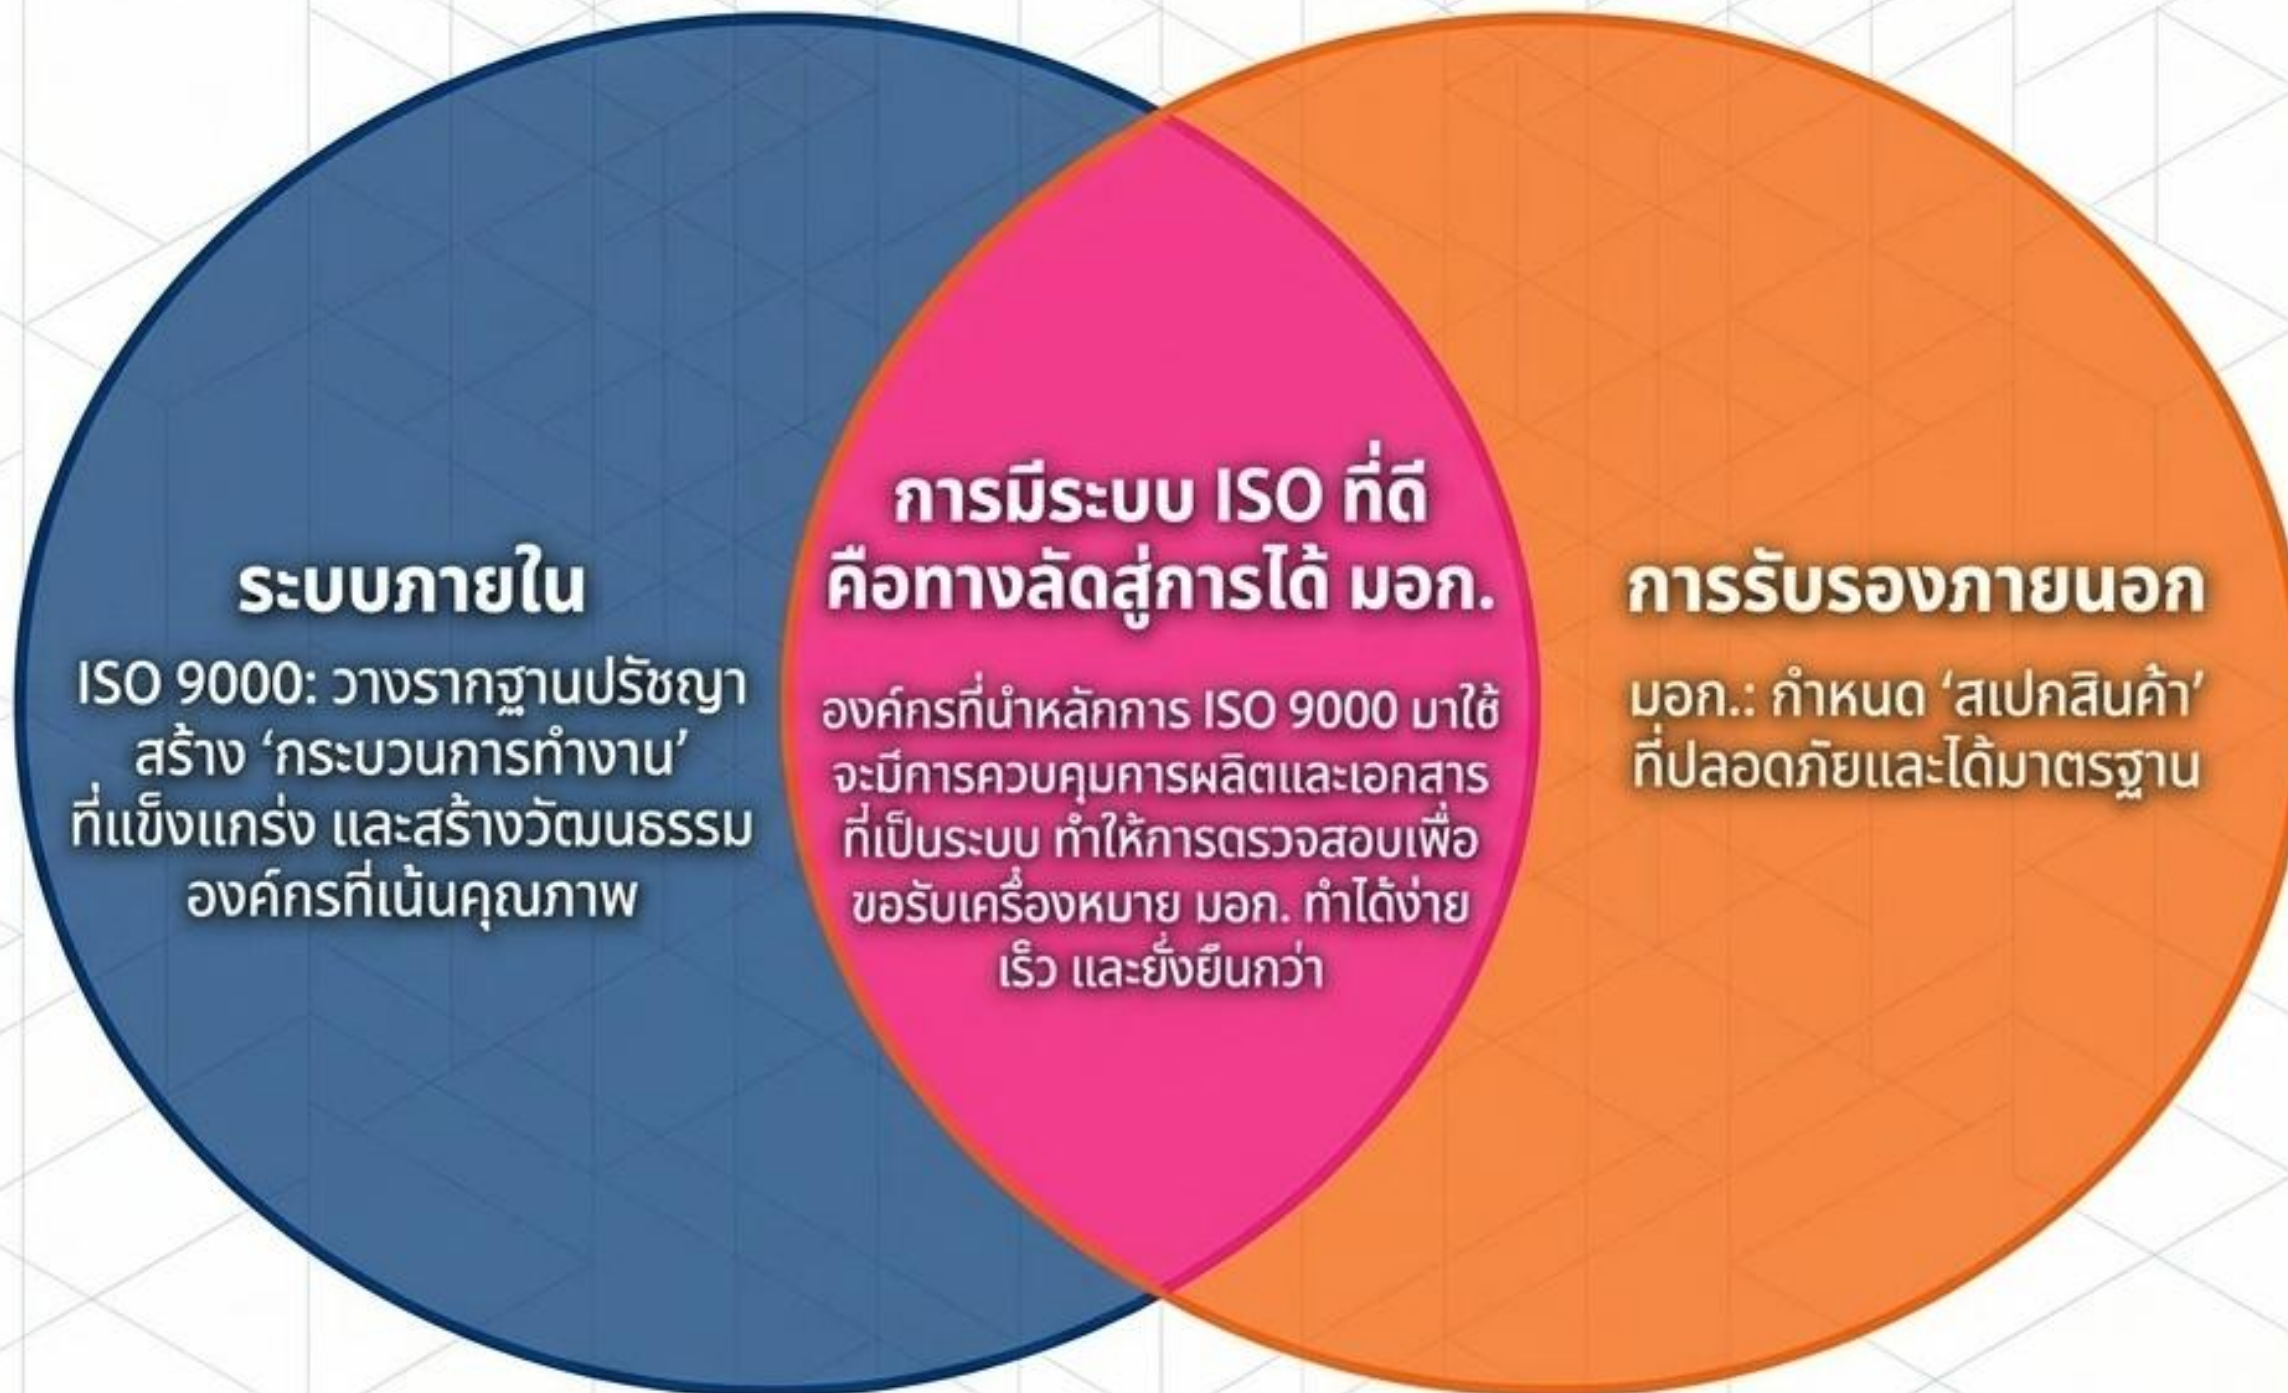 ระบบภายใน
ISO 9000: วางรากฐานปรัชญา
สร้าง ‘กระบวนการทำงาน’
ที่แข็งแกร่ง และสร้างวัฒนธรรม
องค์กรที่เน้นคุณภาพ
การมีระบบ ISO ที่ดี
คือทางลัดสู่การได้ มอก.
องค์กรที่นำหลักการ ISO 9000 มาใช้
จะมีการควบคุมการผลิตและเอกสาร
ที่เป็นระบบ ทำให้การตรวจสอบเพื่อ
ขอรับเครื่องหมาย มอก. ทำได้ง่าย
เร็ว และยั่งยืนกว่า
การรับรองภายนอก
มอก.: กำหนด ‘สเปกสินค้า’
ที่ปลอดภัยและได้มาตรฐาน